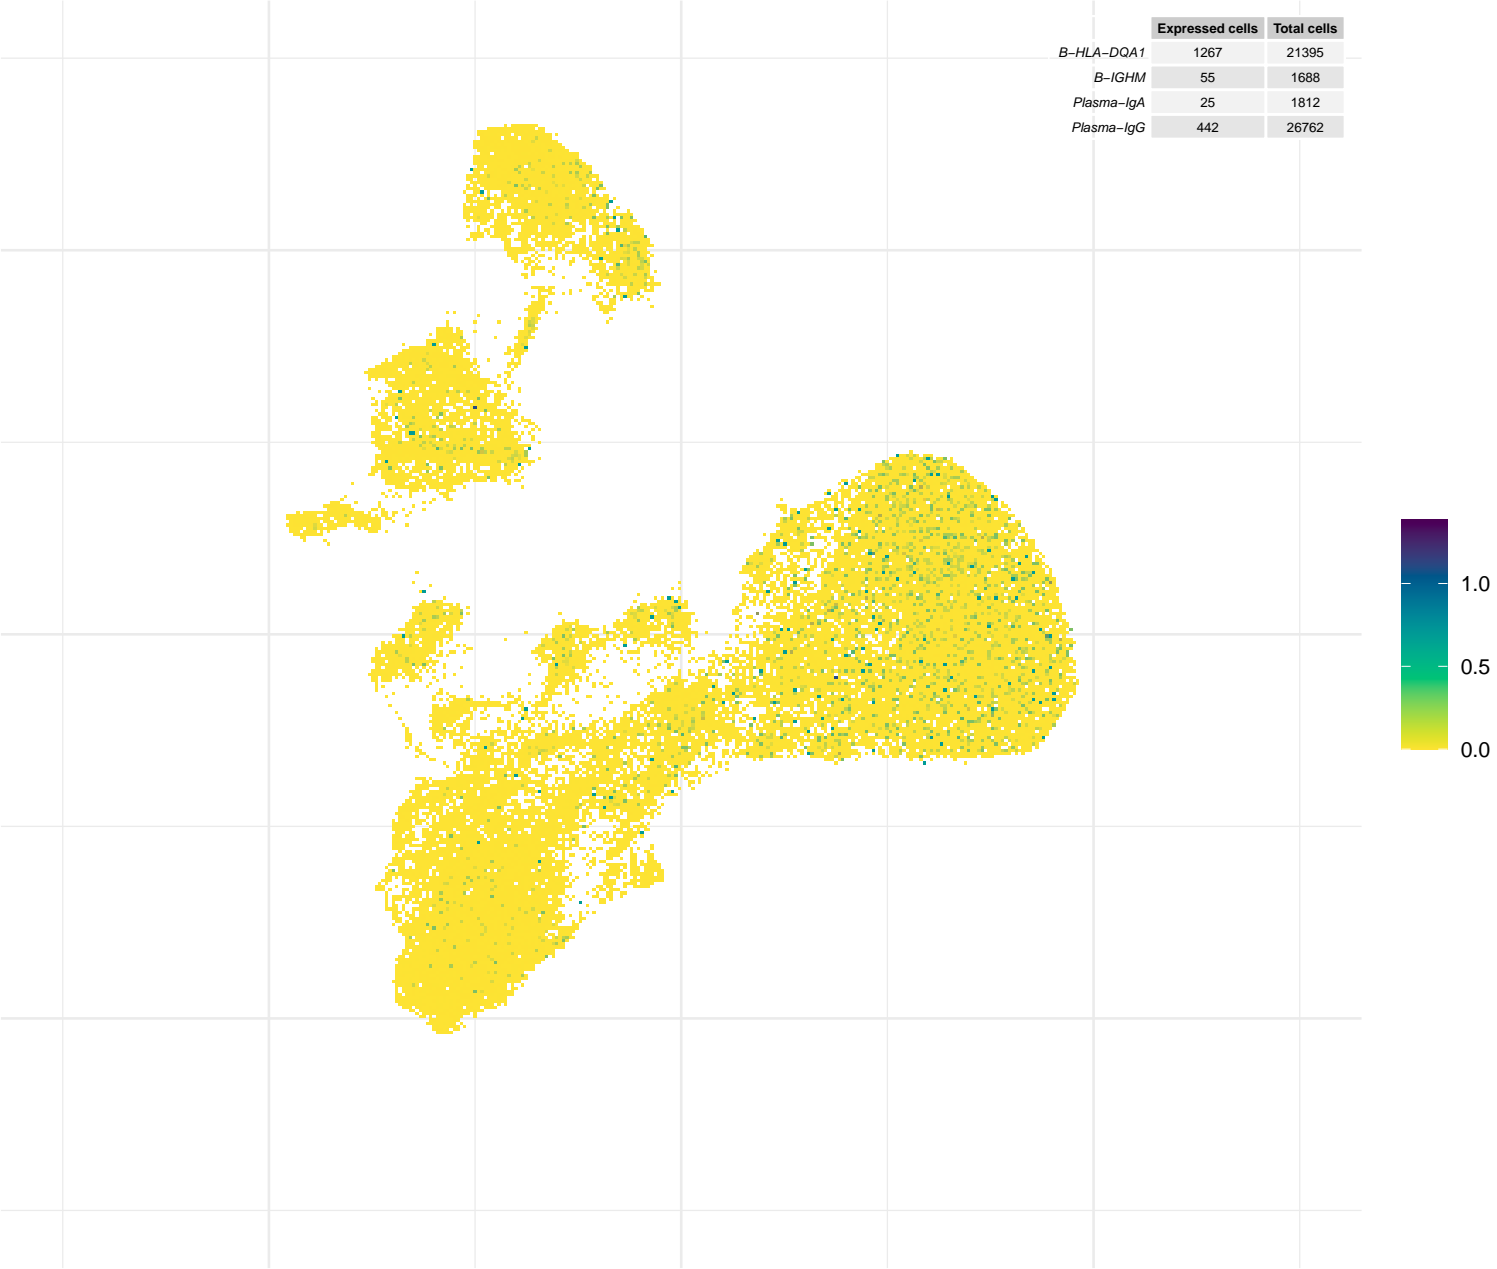 Expressed cells Total cells
B−HLA−DQA1 1267 21395
B−IGHM 55 1688
Plasma−IgA 25 1812
Plasma−IgG 442 26762
1.0
0.5
0.0